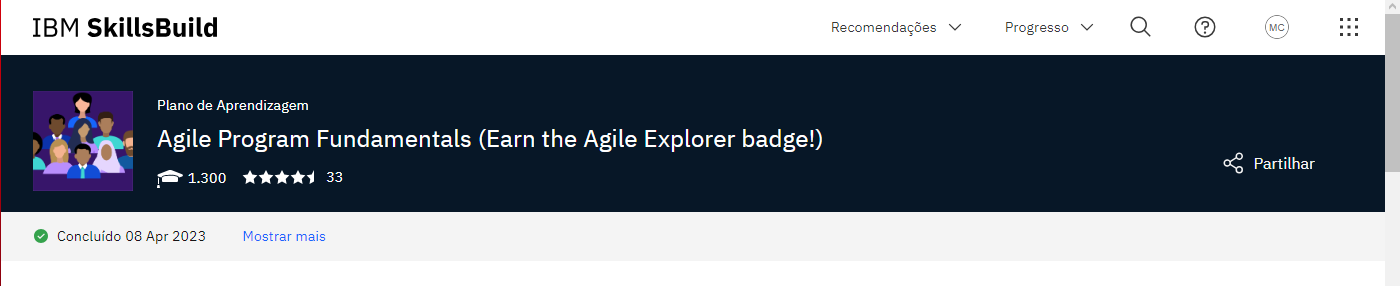 IBM SkillsBuild
Recomendações
Progresso
MC
Plano de Aprendizagem
Agile Program Fundamentals (Earn the Agile Explorer badge!)
1.300
33
Partilhar
Concluído 08 Apr 2023
Mostrar mais